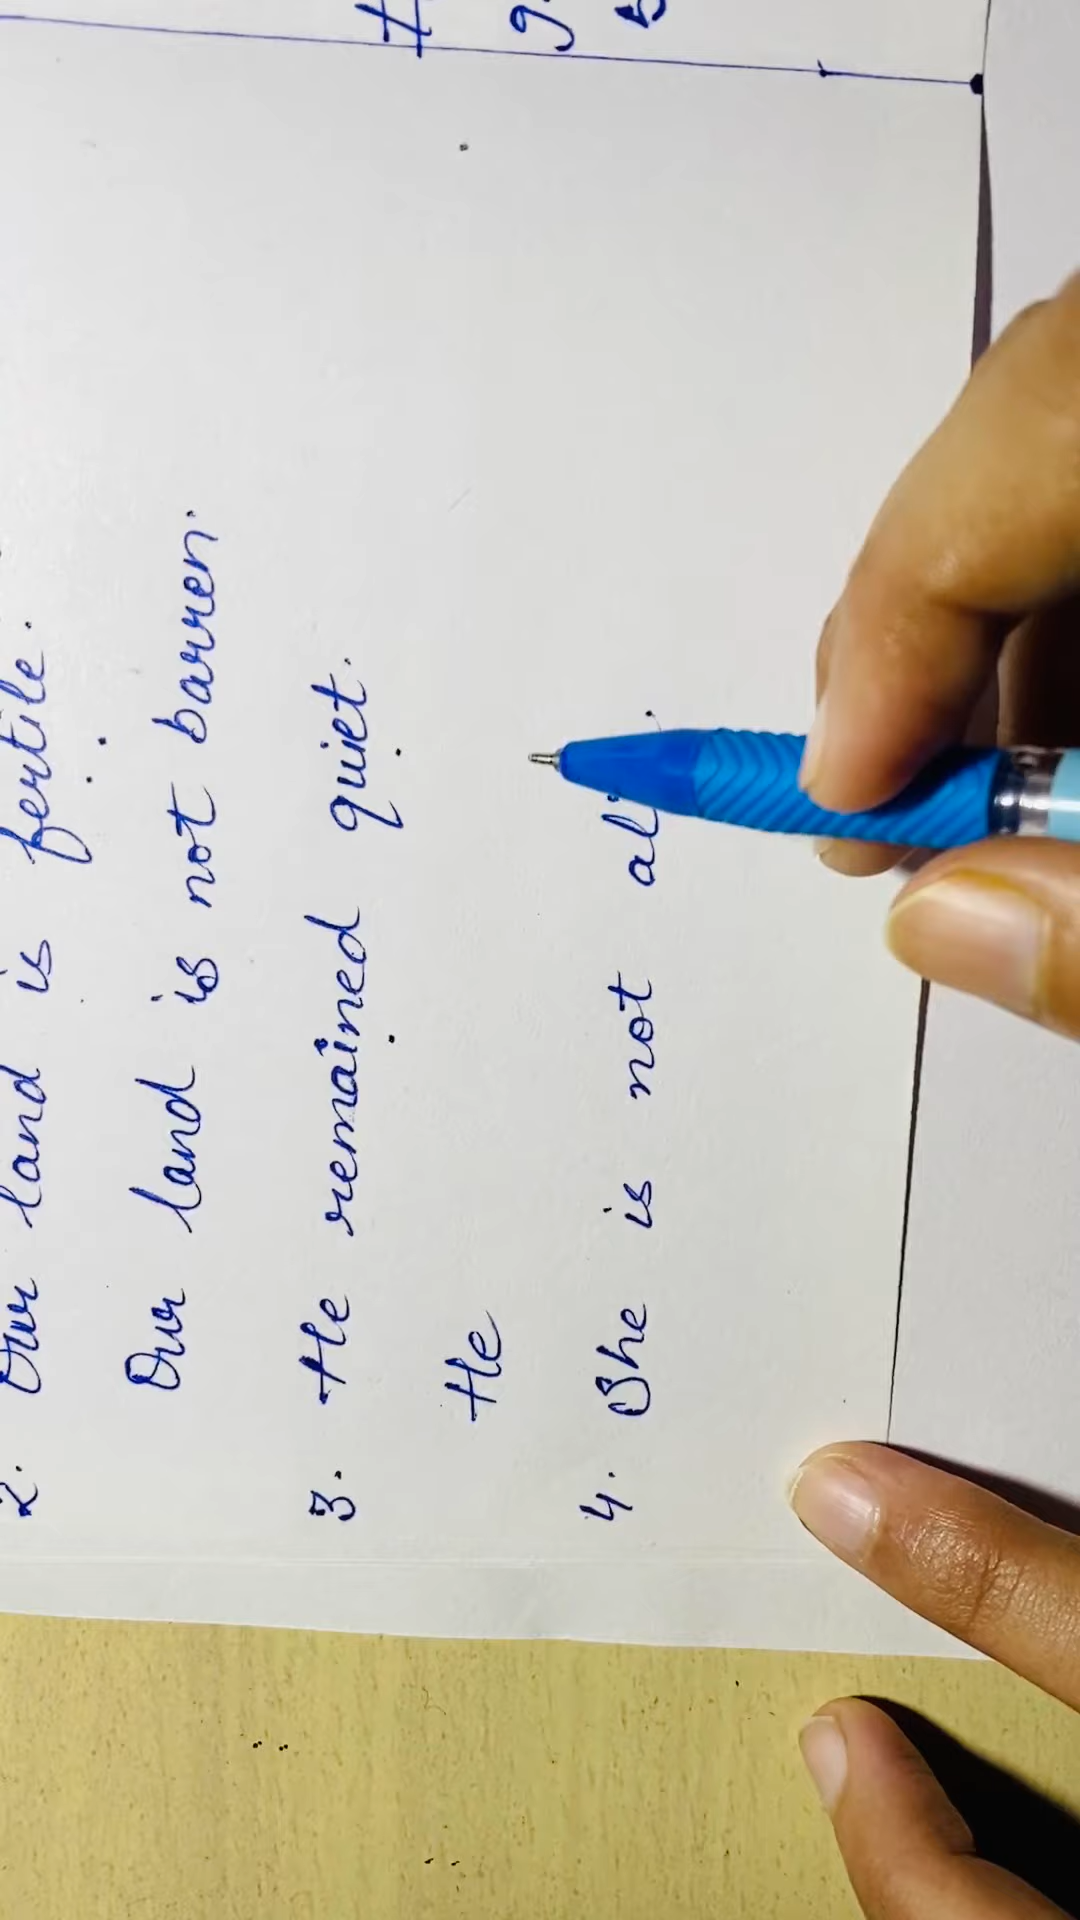 2. Our land is fertile.
Our land is not barren.
3. He remained quiet.
He
4. She is not